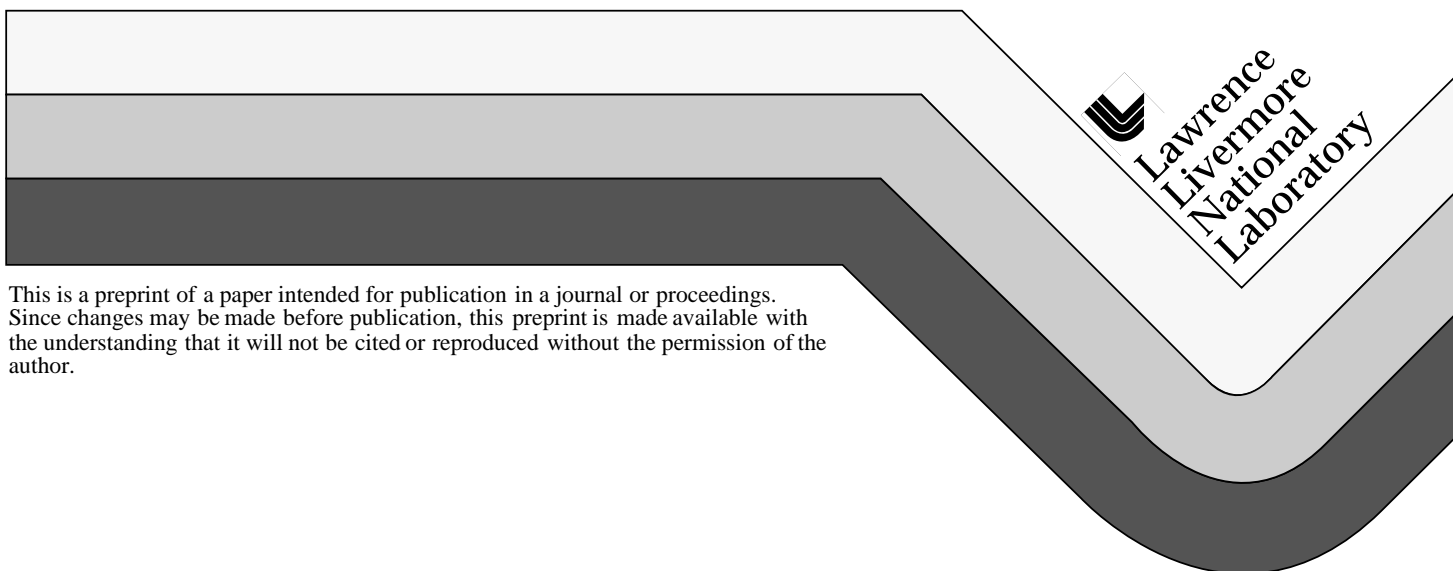 Lawrence
Livermore
National
Laboratory
This is a preprint of a paper intended for publication in a journal or proceedings.
Since changes may be made before publication, this preprint is made available with
the understanding that it will not be cited or reproduced without the permission of the
author.